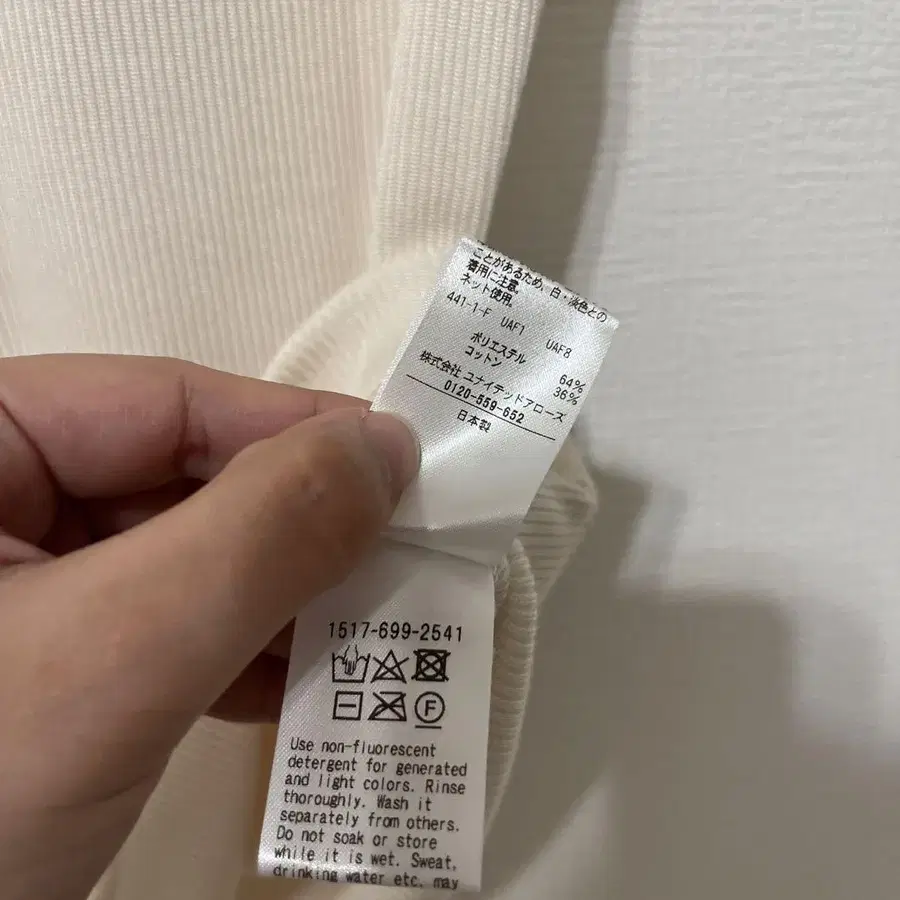 ことがあるため、白・淡色との
着用に注意。
ネット使用。
441-1-F UAF1 UAF8
ポリエステル 64%
コットン 36%
株式会社 ユナイテッドアローズ
0120-559-652
日本製
1517-699-2541
F
Use non-fluorescent
detergent for generated
and light colors. Rinse
thoroughly. Wash it
separately from others.
Do not soak or store
while it is wet. Sweat,
drinking water etc. may